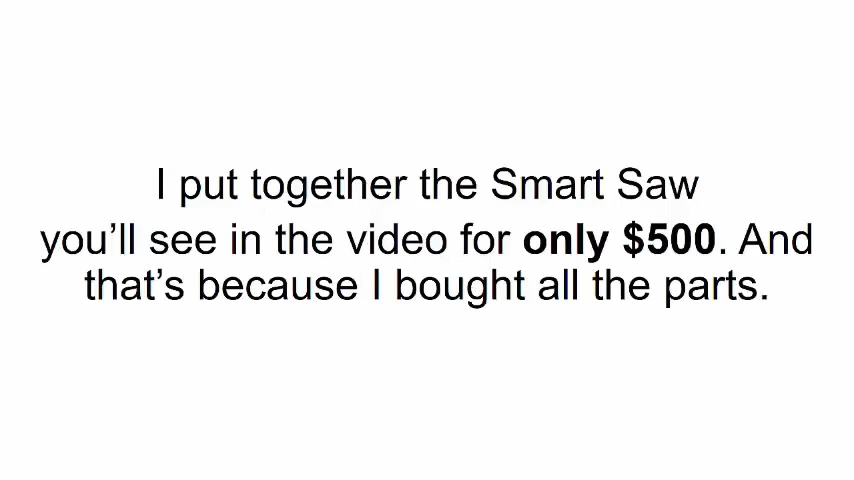 I put together the Smart Saw
you’ll see in the video for only $500. And
that’s because I bought all the parts.